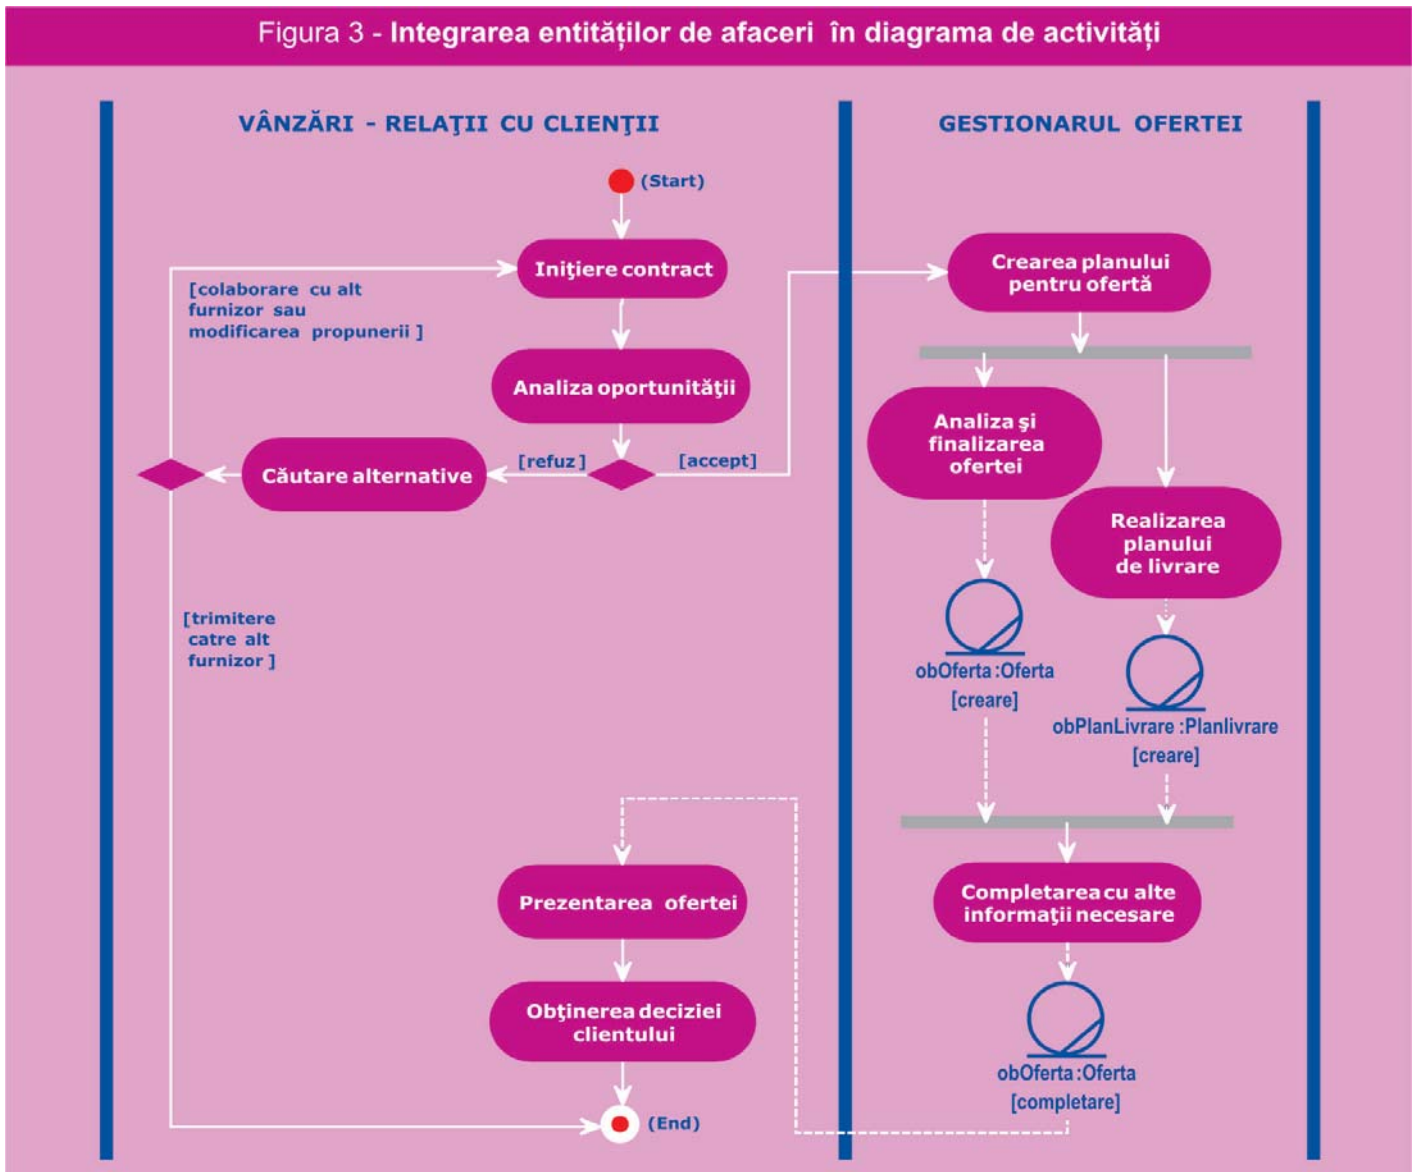 Figura 3 - Integrarea entităților de afaceri în diagrama de activități
VÂNZĂRI - RELAŢII CU CLIENŢII
GESTIONARUL OFERTEI
(Start)
Iniţiere contract
Crearea planului
pentru ofertă
[colaborare cu alt
furnizor sau
modificarea propunerii ]
Analiza oportunităţii
Analiza şi
finalizarea
ofertei
[refuz]
[accept]
Căutare alternative
Realizarea
planului
de livrare
[trimitere
catre alt
furnizor ]
obOferta :Oferta
[creare]
obPlanLivrare :Planlivrare
[creare]
Prezentarea ofertei
Completarea cu alte
informaţii necesare
Obţinerea deciziei
clientului
obOferta :Oferta
[completare]
(End)